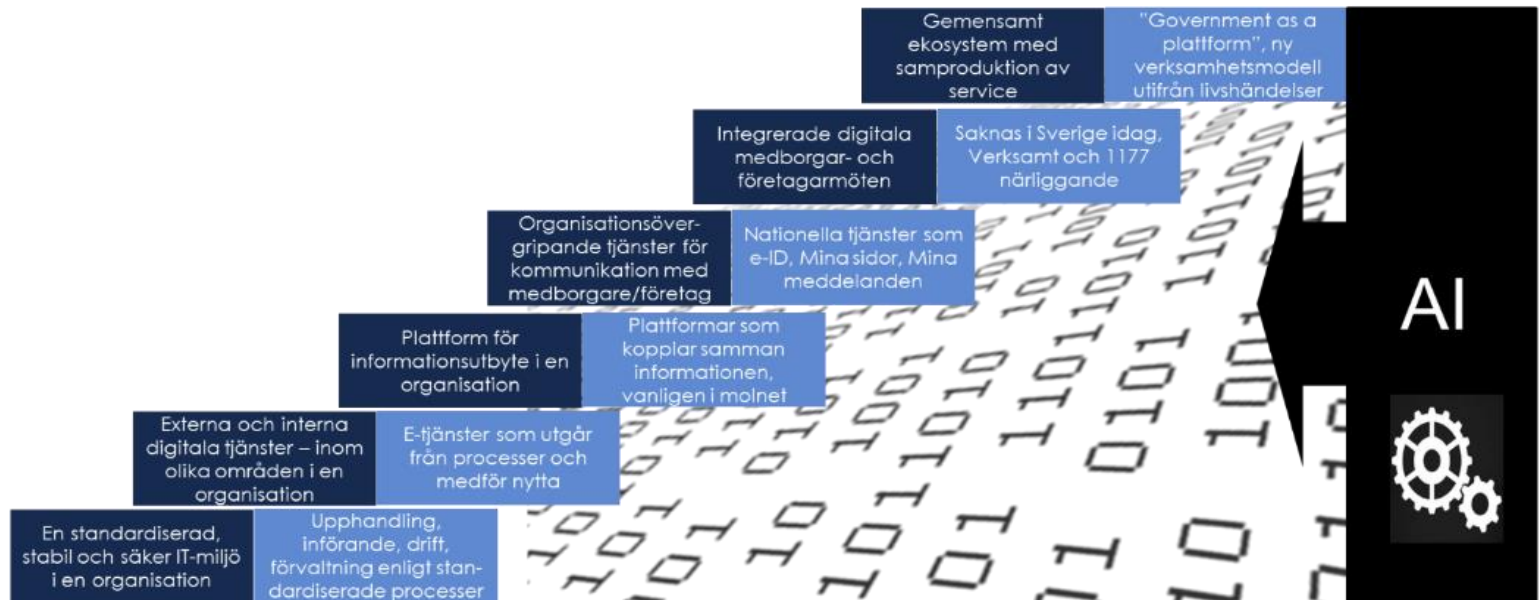 Gemensamt
ekosystem med
samproduktion av
service
"Government as a
plattform", ny
verksamhetsmodell
utifrån livshändelser
Integrerade digitala
medborgar- och
företagarmöten
Saknas i Sverige idag,
Verksamt och 1177
närliggande
Organisationsöver-
gripande tjänster för
kommunikation med
medborgare/företag
Nationella tjänster som
e-ID, Mina sidor, Mina
meddelanden
Plattform för
informationsutbyte i en
organisation
Plattformar som
kopplar samman
informationen,
vanligen i molnet
Externa och interna
digitala tjänster – inom
olika områden i en
organisation
E-tjänster som utgår
från processer och
medför nytta
En standardiserad,
stabil och säker IT-miljö
i en organisation
Upphandling,
införande, drift,
förvaltning enligt stan-
dardiserade processer
AI